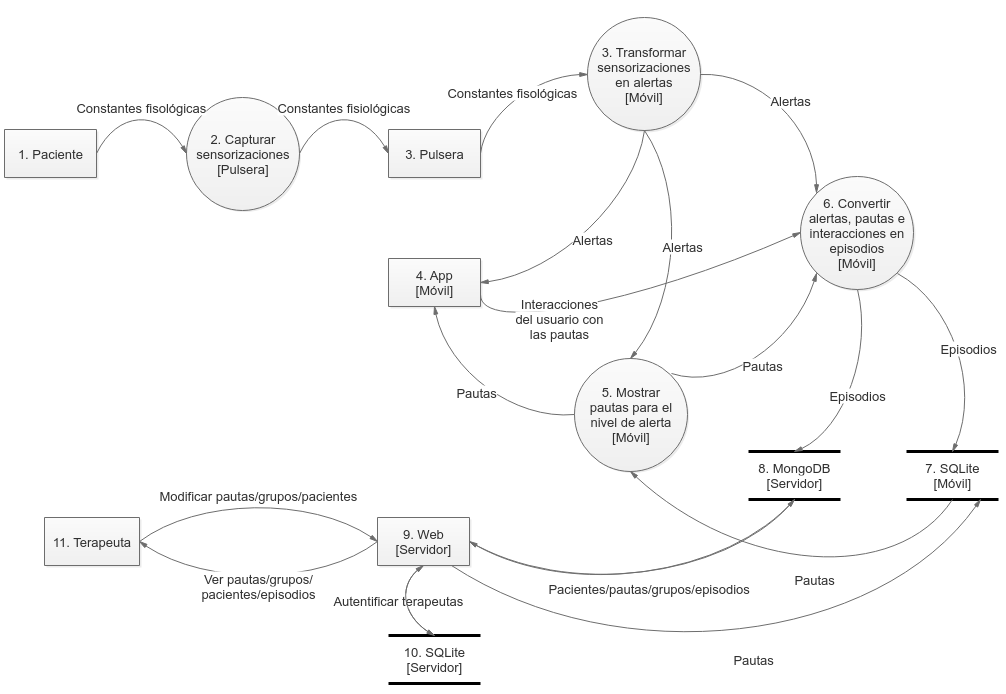 3. Transformar
sensorizaciones
en alertas
[Móvil]
Constantes fisológicas
Constantes fisiológicas
Constantes fisológicas
Alertas
1. Paciente
2. Capturar
sensorizaciones
[Pulsera]
3. Pulsera
6. Convertir
alertas, pautas e
interacciones en
episodios
[Móvil]
Alertas
Alertas
4. App
[Móvil]
Interacciones
del usuario con
las pautas
Episodios
Pautas
Pautas
5. Mostrar
pautas para el
nivel de alerta
[Móvil]
Episodios
8. MongoDB
[Servidor]
7. SQLite
[Móvil]
Modificar pautas/grupos/pacientes
11. Terapeuta
9. Web
[Servidor]
Ver pautas/grupos/
pacientes/episodios
Pacientes/pautas/grupos/episodios
Pautas
Autentificar terapeutas
10. SQLite
[Servidor]
Pautas